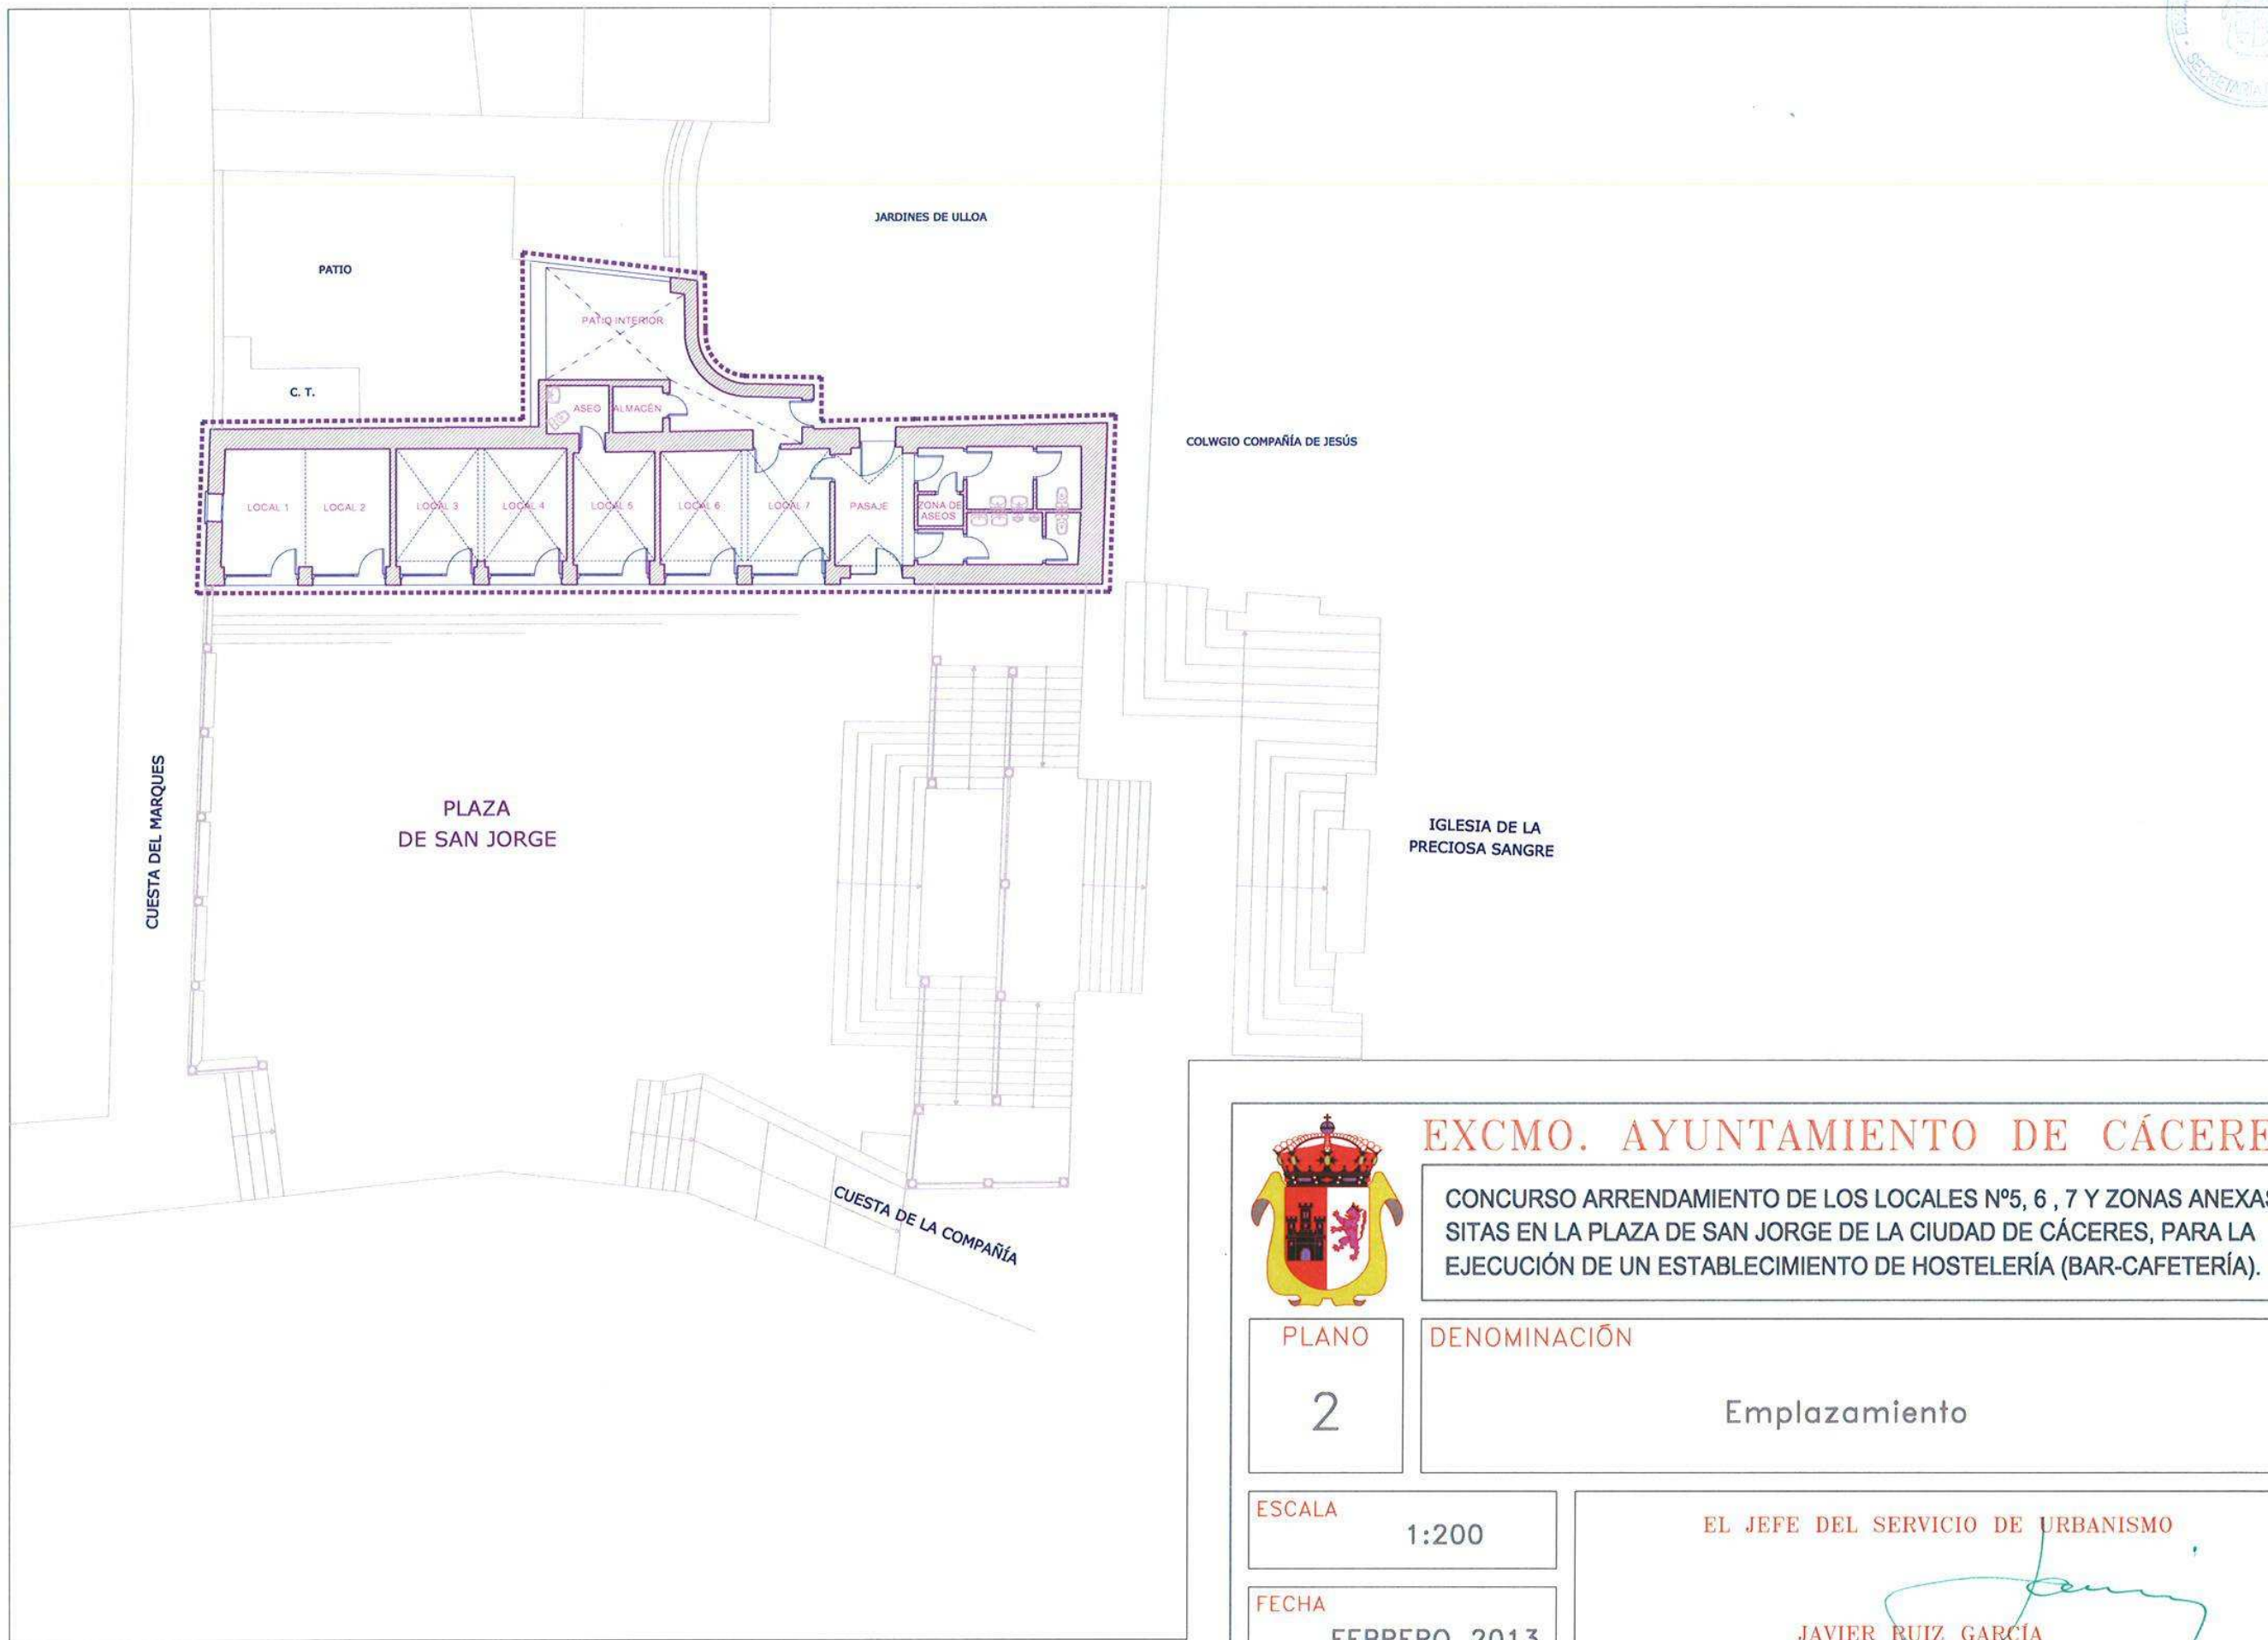 SECRETARÍA
JARDINES DE ULLOA
PATIO
PATIO INTERIOR
C. T.
ASEO
ALMACÉN
COLWGIO COMPAÑÍA DE JESÚS
LOCAL 1
LOCAL 2
LOCAL 3
LOCAL 4
LOCAL 5
LOCAL 6
LOCAL 7
PASAJE
ZONA DE
ASEOS
CUESTA DEL MARQUES
PLAZA
DE SAN JORGE
IGLESIA DE LA
PRECIOSA SANGRE
CUESTA DE LA COMPAÑÍA
EXCMO. AYUNTAMIENTO DE CÁCERE
CONCURSO ARRENDAMIENTO DE LOS LOCALES Nº5, 6 , 7 Y ZONAS ANEXAS
SITAS EN LA PLAZA DE SAN JORGE DE LA CIUDAD DE CÁCERES, PARA LA
EJECUCIÓN DE UN ESTABLECIMIENTO DE HOSTELERÍA (BAR-CAFETERÍA).
PLANO
2
DENOMINACIÓN
Emplazamiento
ESCALA
1:200
FECHA
FEBRERO 2013
EL JEFE DEL SERVICIO DE URBANISMO
JAVIER RUIZ GARCÍA